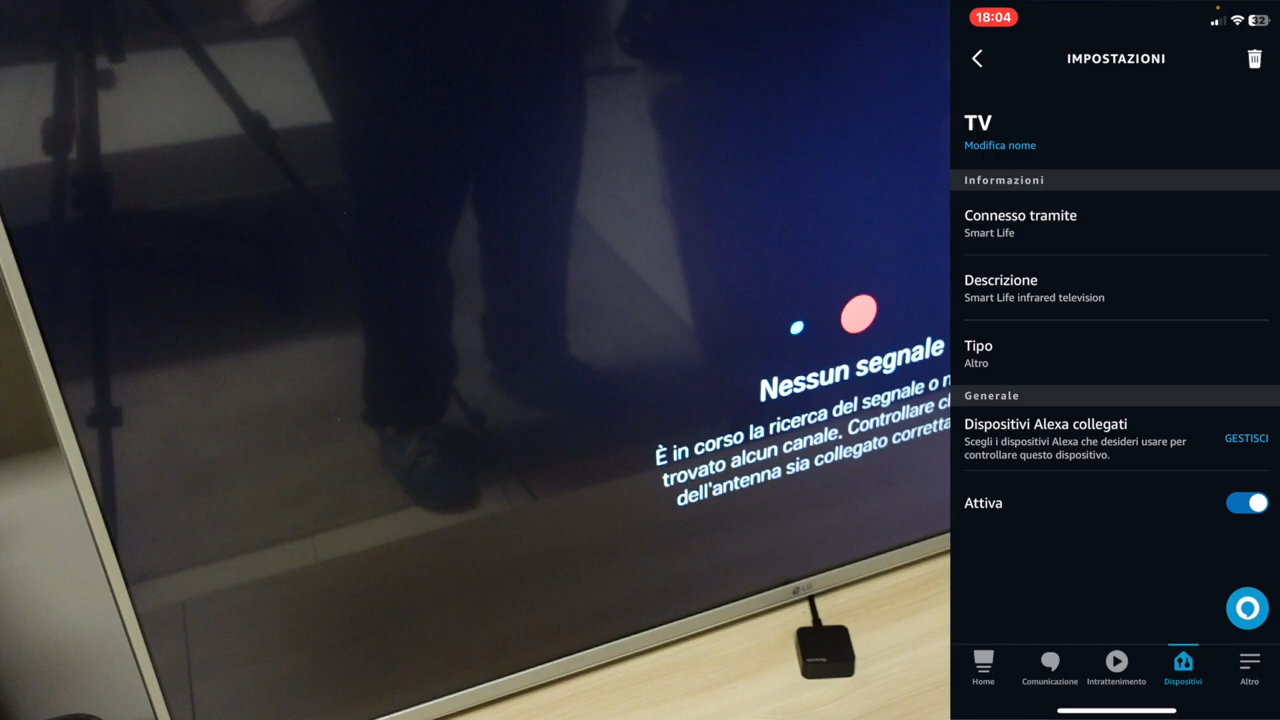 Nessun segnale
È in corso la ricerca del segnale o
trovato alcun canale. Controllare
dell'antenna sia collegato
LG
18:04
32
IMPOSTAZIONI
TV
Modifica nome
Informazioni
Connesso tramite
Smart Life
Descrizione
Smart Life infrared television
Tipo
Altro
Generale
Dispositivi Alexa collegati
Scegli i dispositivi Alexa che desideri usare per
controllare questo dispositivo.
GESTISCI
Attiva
Home
Comunicazione
Intrattenimento
Dispositivi
Altro